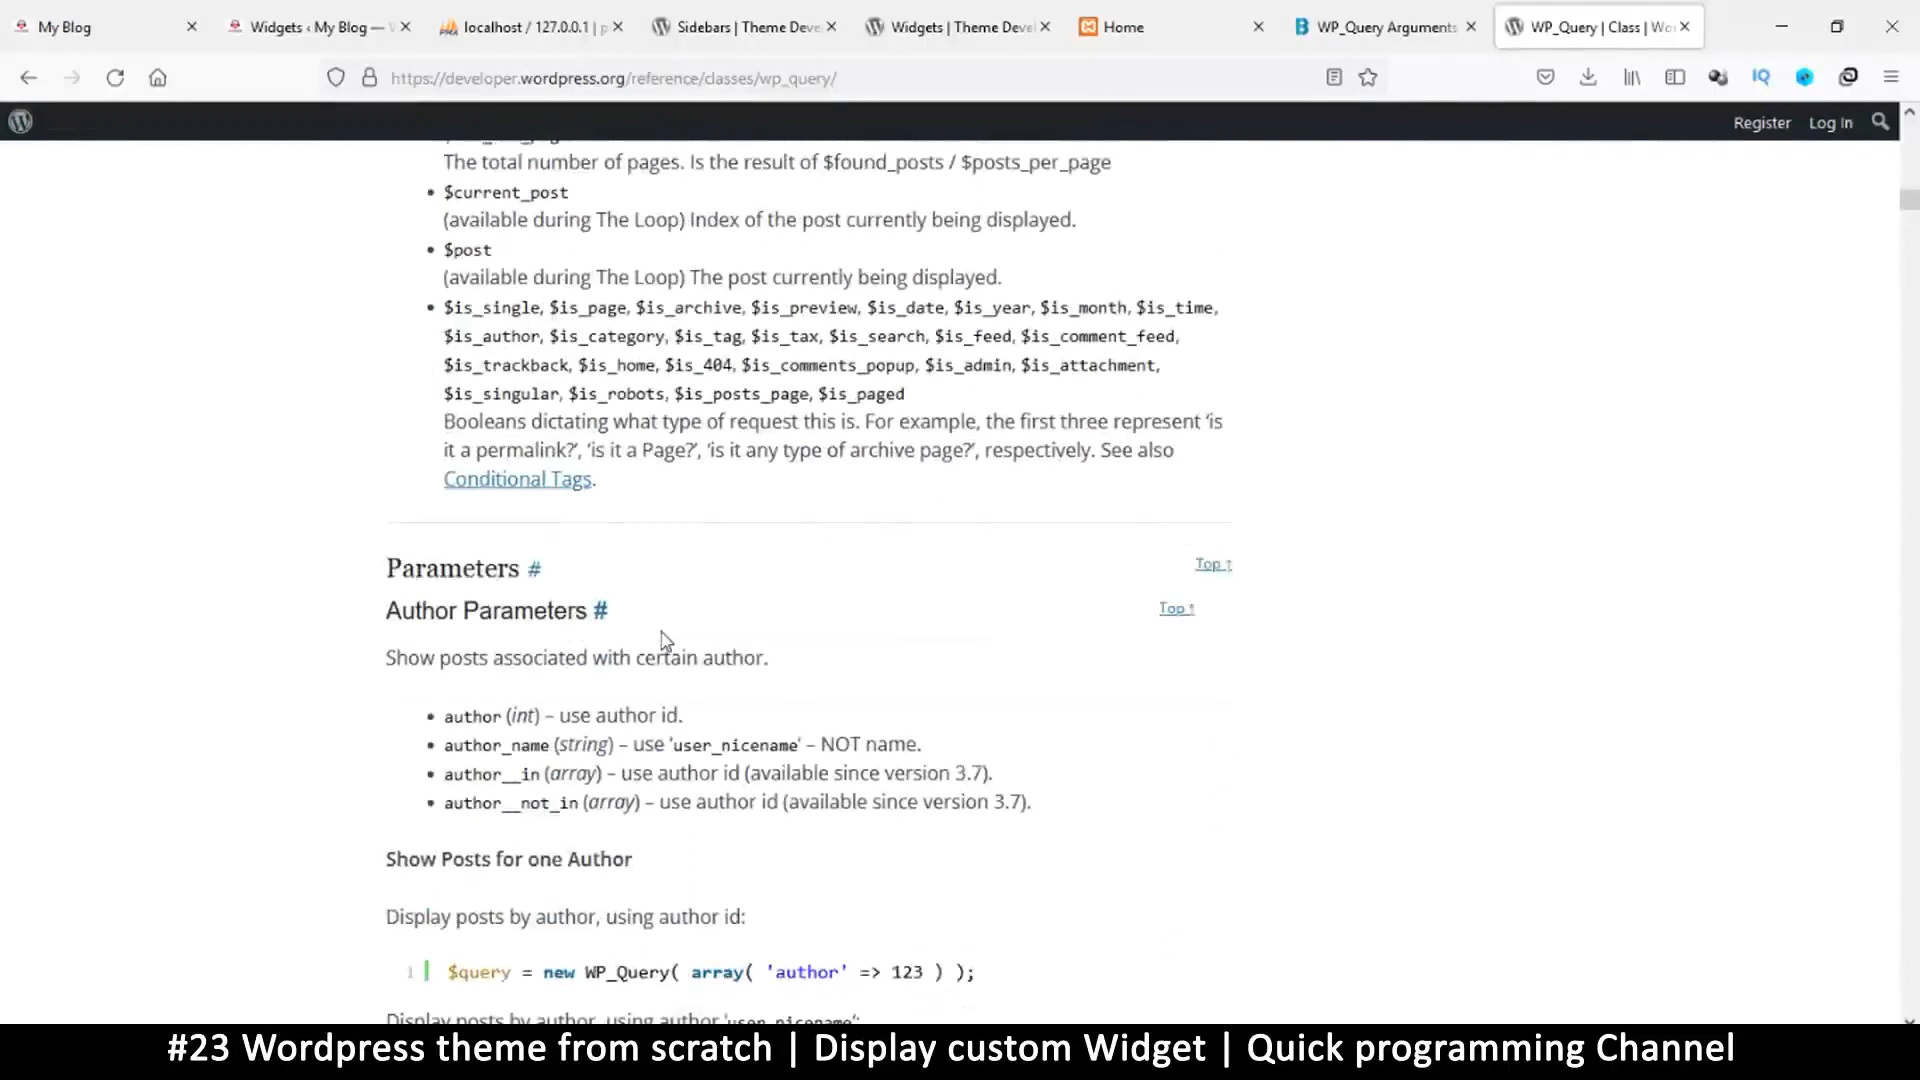 My Blog
Widgets ‹ My Blog —
localhost / 127.0.0.1 | p
Sidebars | Theme Deve
Widgets | Theme Devel
Home
WP_Query Arguments
WP_Query | Class | Wo
https://developer.wordpress.org/reference/classes/wp_query/
IQ
Register
Log In
The total number of pages. Is the result of $found_posts / $posts_per_page
$current_post
(available during The Loop) Index of the post currently being displayed.
$post
(available during The Loop) The post currently being displayed.
$is_single, $is_page, $is_archive, $is_preview, $is_date, $is_year, $is_month, $is_time,
$is_author, $is_category, $is_tag, $is_tax, $is_search, $is_feed, $is_comment_feed,
$is_trackback, $is_home, $is_404, $is_comments_popup, $is_admin, $is_attachment,
$is_singular, $is_robots, $is_posts_page, $is_paged
Booleans dictating what type of request this is. For example, the first three represent ‘is
it a permalink?’, ‘is it a Page?’, ‘is it any type of archive page?’, respectively. See also
Conditional Tags.
Parameters #
Top ↑
Author Parameters #
Top ↑
Show posts associated with certain author.
author (int) – use author id.
author_name (string) – use 'user_nicename' – NOT name.
author__in (array) – use author id (available since version 3.7).
author__not_in (array) – use author id (available since version 3.7).
Show Posts for one Author
Display posts by author, using author id:
1 $query = new WP_Query( array( 'author' => 123 ) );
Display posts by author, using author 'user_nicename':
#23 Wordpress theme from scratch | Display custom Widget | Quick programming Channel